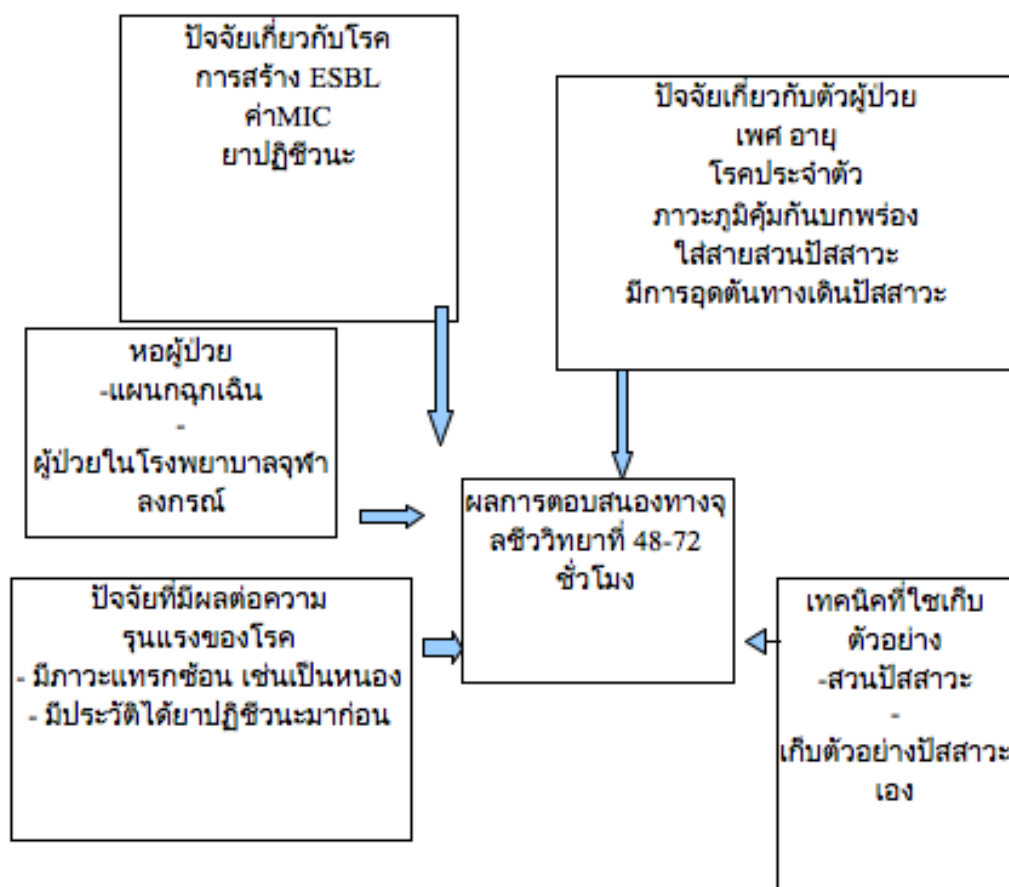 ปัจจัยเกี่ยวกับโรค
การสร้าง ESBL
ค่าMIC
ยาปฏิชีวนะ
ปัจจัยเกี่ยวกับตัวผู้ป่วย
เพศ อายุ
โรคประจำตัว
ภาวะภูมิคุ้มกันบกพร่อง
ใส่สายสวนปัสสาวะ
มีการอุดตันทางเดินปัสสาวะ
หอผู้ป่วย
-แผนกฉุกเฉิน
-
ผู้ป่วยในโรงพยาบาลจุฬา
ลงกรณ์
ผลการตอบสนองทางจุ
ลชีววิทยาที่ 48-72
ชั่วโมง
ปัจจัยที่มีผลต่อความ
รุนแรงของโรค
- มีภาวะแทรกซ้อน เช่นเป็นหนอง
- มีประวัติได้ยาปฏิชีวนะมาก่อน
เทคนิคที่ใชเก็บ
ตัวอย่าง
-สวนปัสสาวะ
-
เก็บตัวอย่างปัสสาวะ
เอง